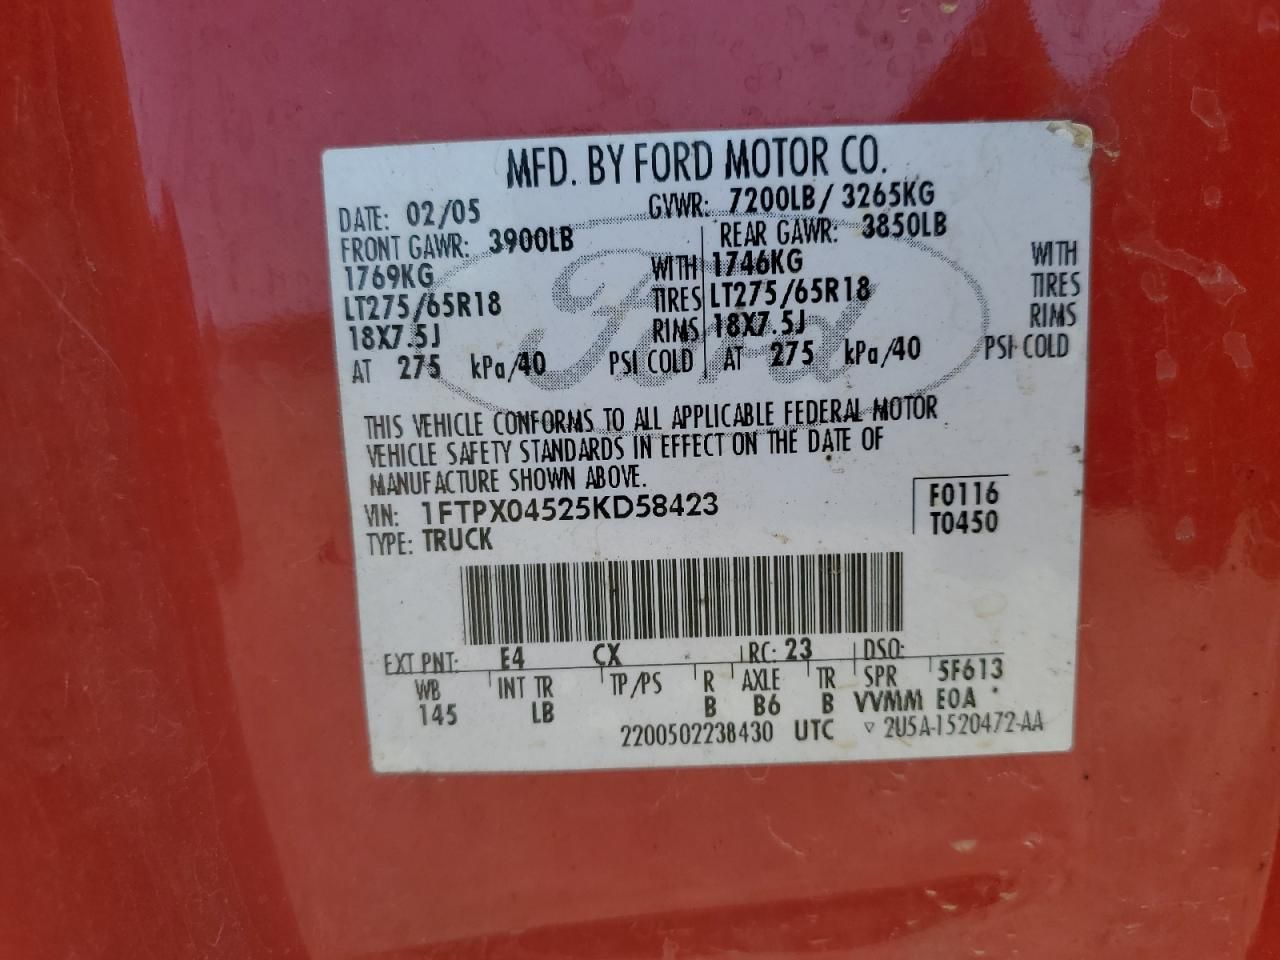 MFD. BY FORD MOTOR CO.
DATE: 02/05 GVWR: 7200LB/ 3265KG
FRONT GAWR: 3900LB REAR GAWR: 3850LB
1769KG WITH 1746KG WITH
LT275/65R18 TIRES LT275/65R18 TIRES
18X7.5J RIMS 18X7.5J RIMS
AT 275 kPa/40 PSI COLD AT 275 kPa/40 PSI COLD
Ford
THIS VEHICLE CONFORMS TO ALL APPLICABLE FEDERAL MOTOR
VEHICLE SAFETY STANDARDS IN EFFECT ON THE DATE OF
MANUFACTURE SHOWN ABOVE.
VIN: 1FTPX04525KD58423 F0116
TYPE: TRUCK T0450
EXT PNT: E4 CX RC: 23 DSO:
WB INT TR TP/PS R AXLE TR SPR 5F613
145 LB B B6 B VVMM E0A
2200502238430 UTC ▽ 2U5A-1520472-AA